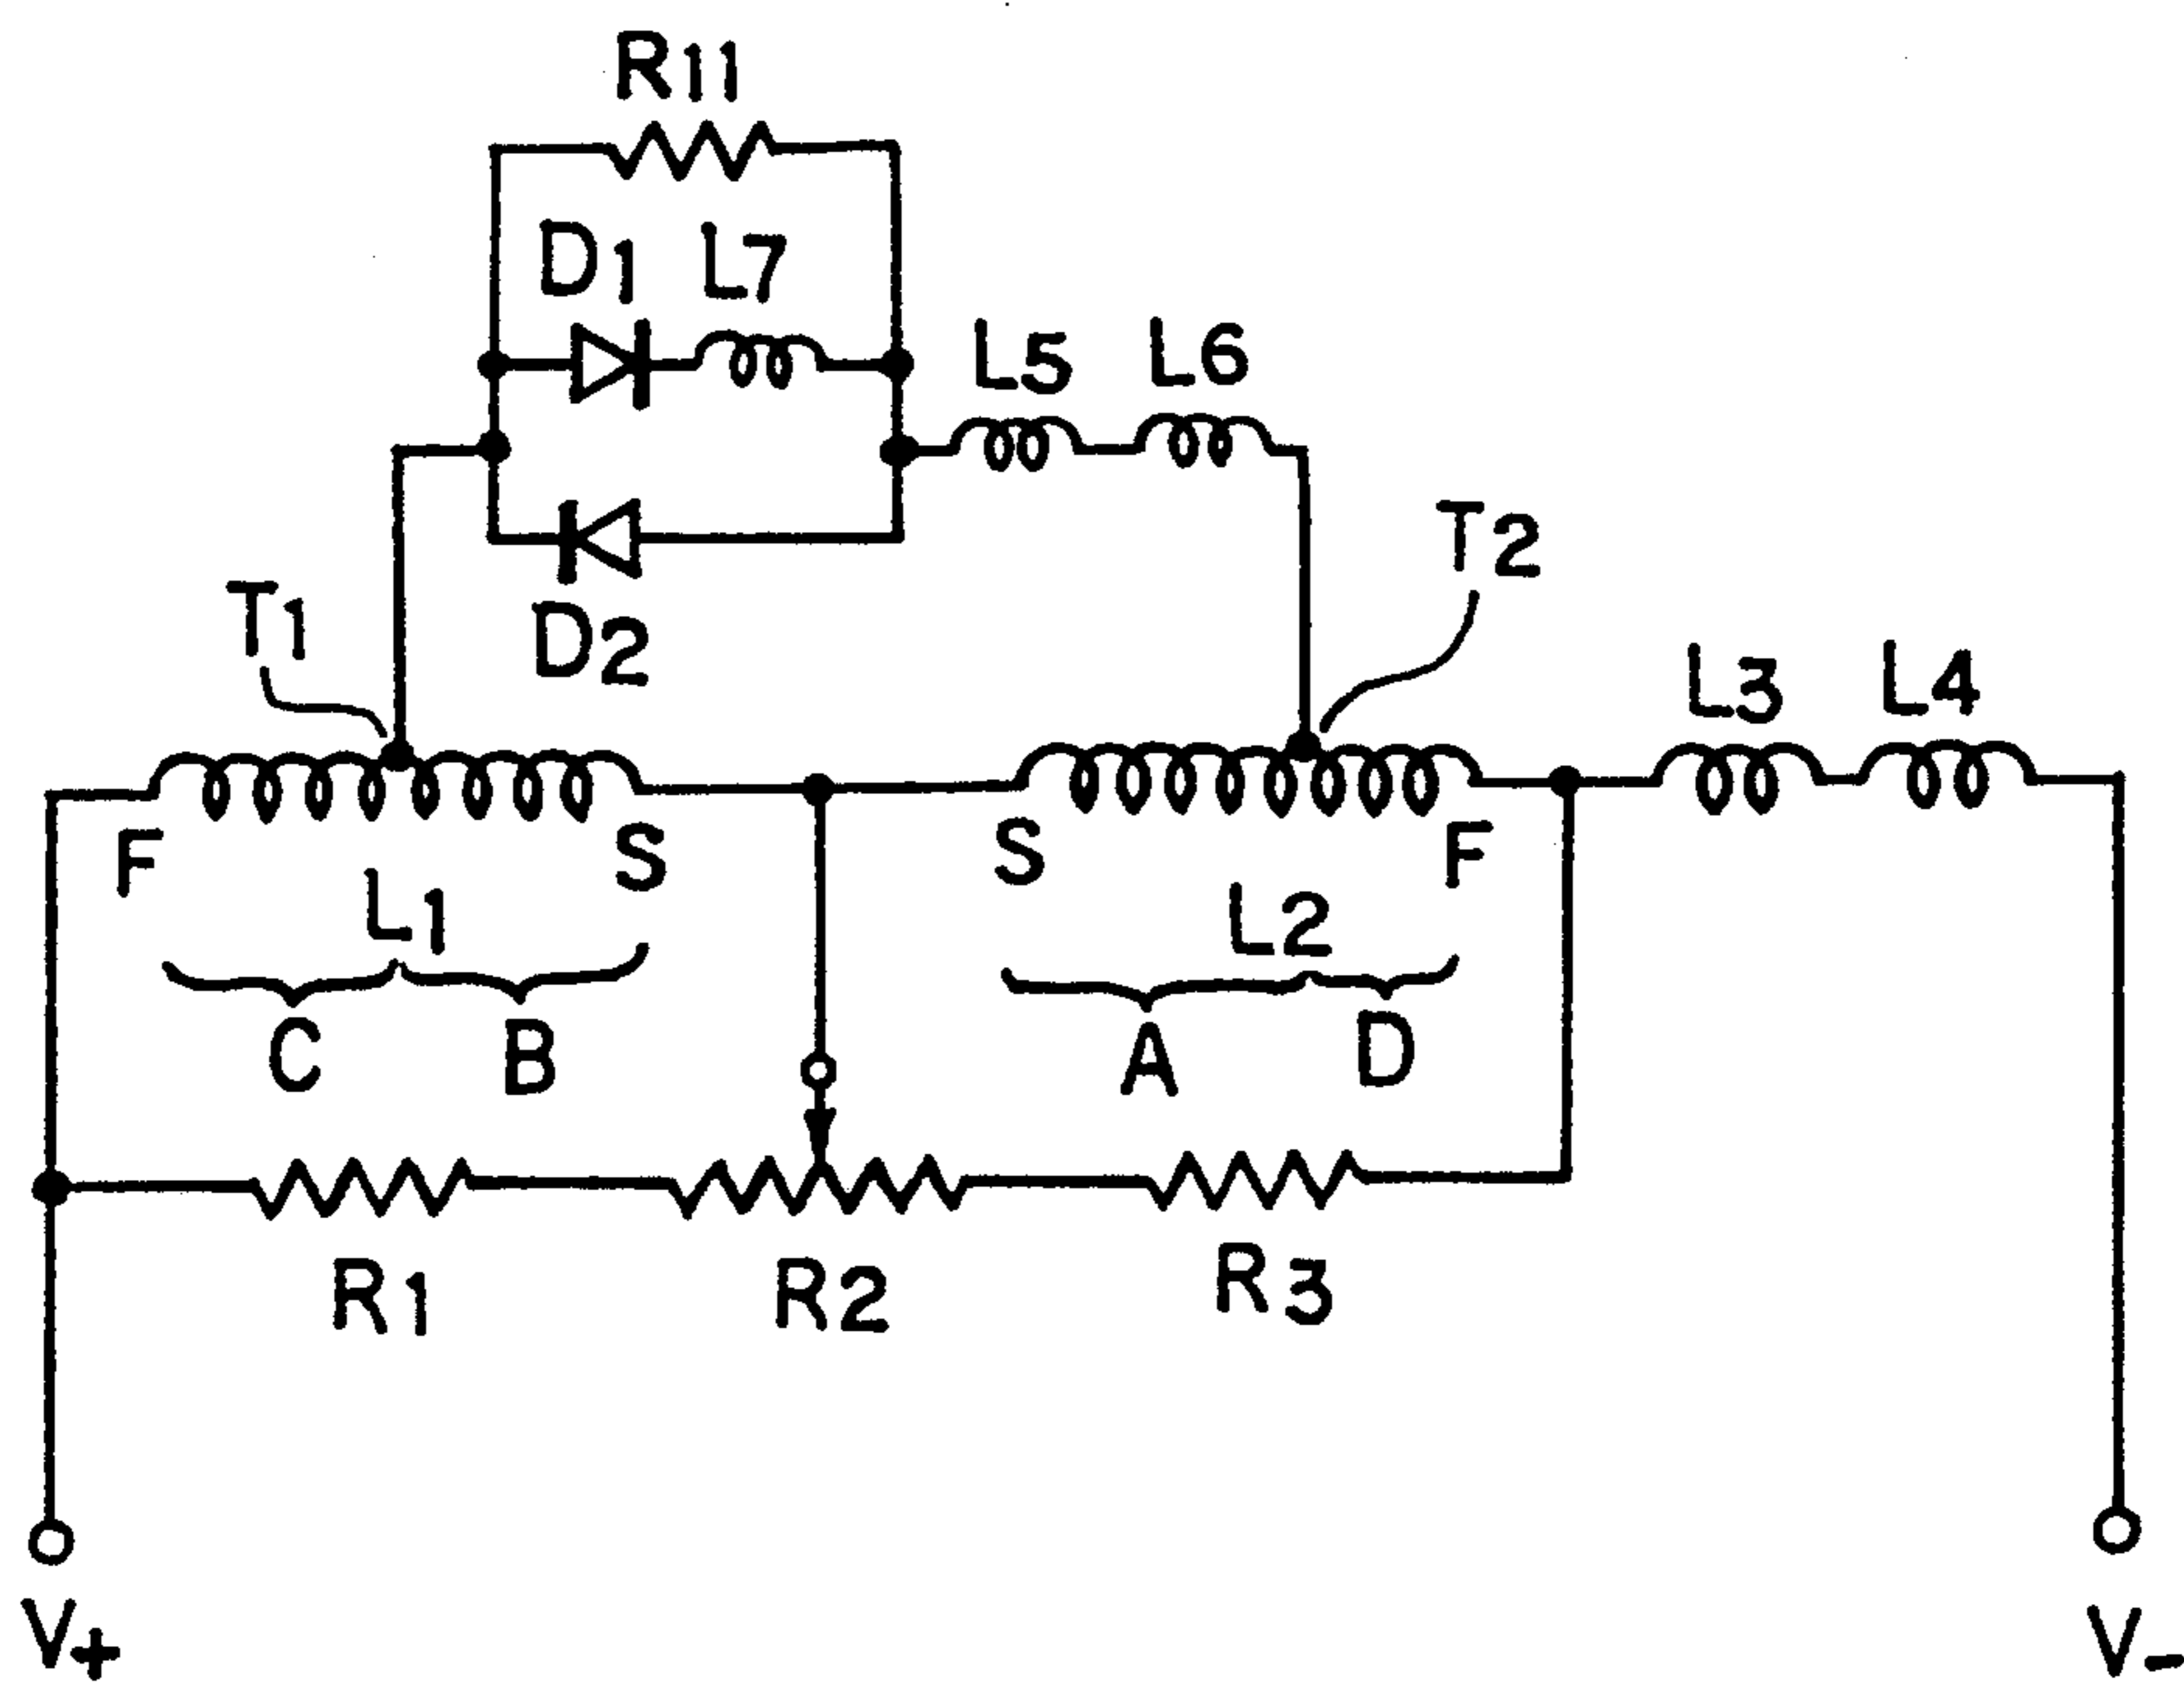 R11
D1 L7
L5 L6
T2
T1
D2
L3 L4
F S S F
L1 L2
C B A D
R1 R2 R3
V+ V-